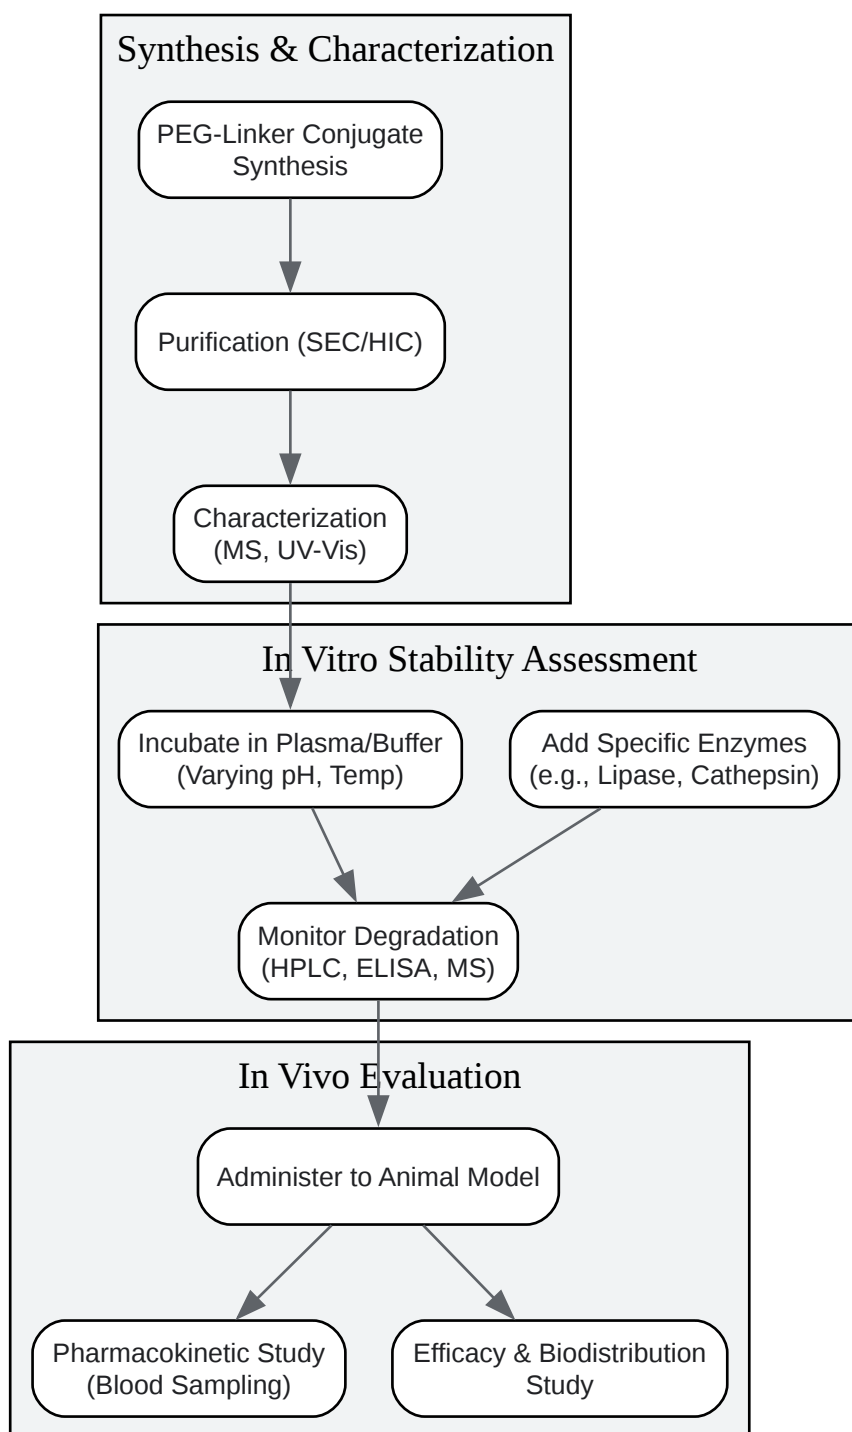 Synthesis & Characterization
PEG-Linker Conjugate
Synthesis
Purification (SEC/HIC)
Characterization
(MS, UV-Vis)
In Vitro Stability Assessment
Incubate in Plasma/Buffer
(Varying pH, Temp)
Add Specific Enzymes
(e.g., Lipase, Cathepsin)
Monitor Degradation
(HPLC, ELISA, MS)
In Vivo Evaluation
Administer to Animal Model
Pharmacokinetic Study
(Blood Sampling)
Efficacy & Biodistribution
Study